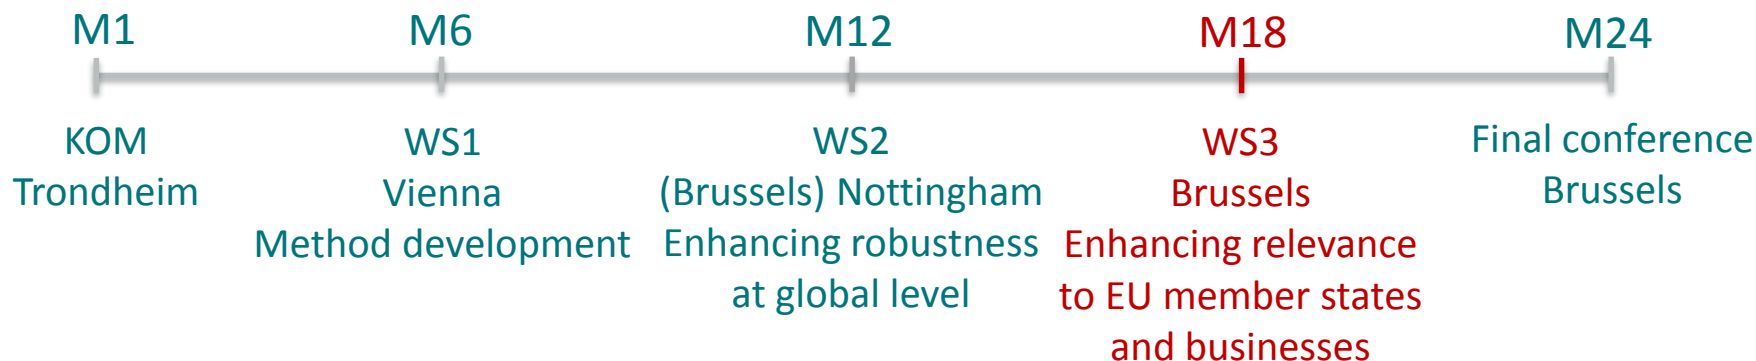 M1
KOM
Trondheim
M6
WS1
Vienna
Method development
M12
WS2
(Brussels) Nottingham
Enhancing robustness
at global level
M18
WS3
Brussels
Enhancing relevance
to EU member states
and businesses
M24
Final conference
Brussels